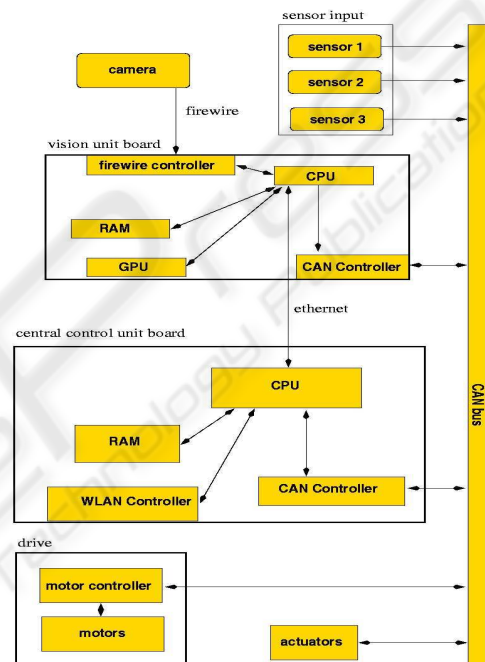 sensor input
sensor 1
sensor 2
sensor 3
camera
firewire
vision unit board
firewire controller
CPU
RAM
GPU
CAN Controller
ethernet
central control unit board
CPU
RAM
WLAN Controller
CAN Controller
CAN bus
drive
motor controller
motors
actuators